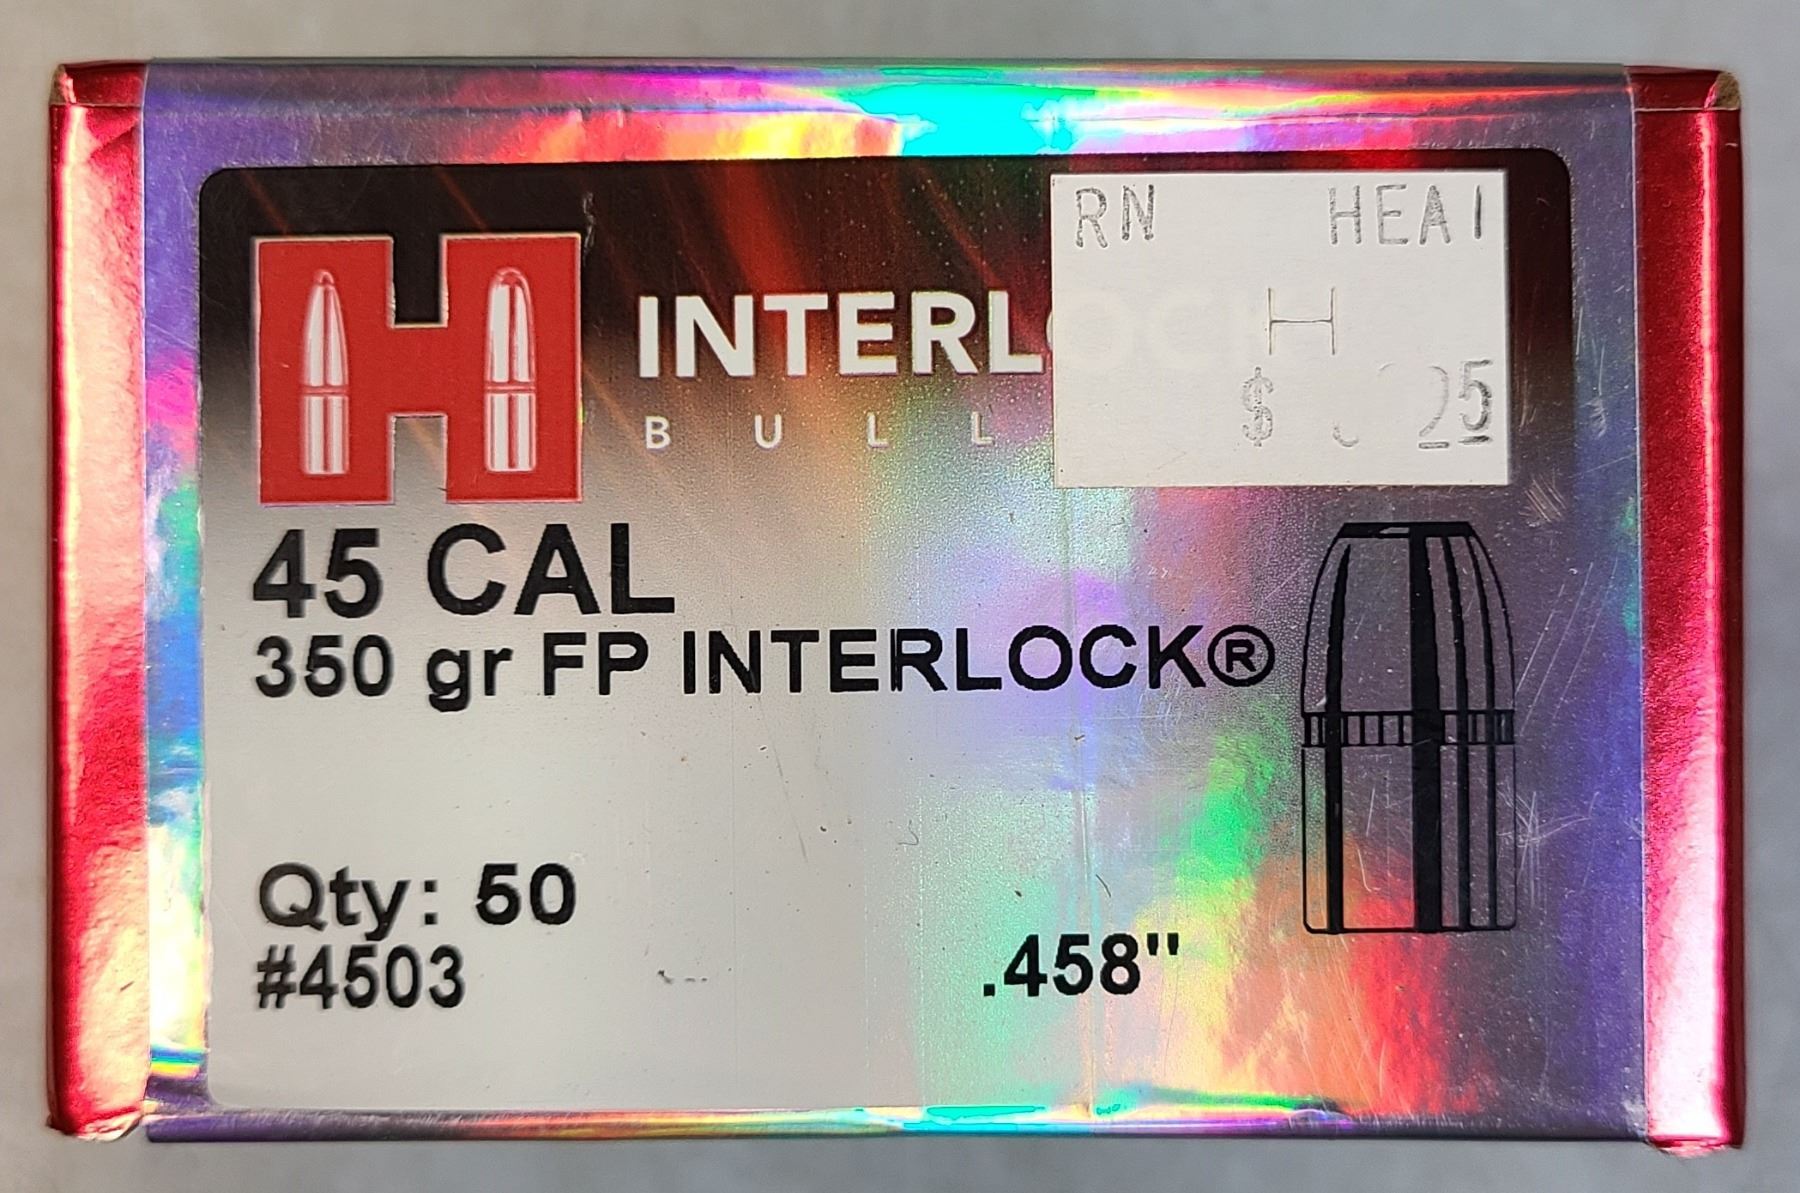 RN HEAI
H
INTERL
$ 25
BULL
45 CAL
350 gr FP INTERLOCK®
Qty: 50
#4503
.458"